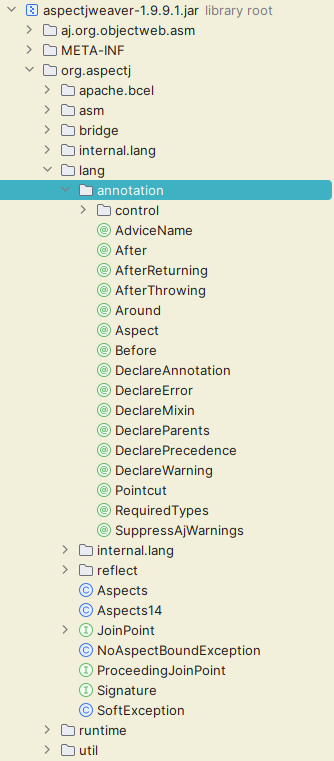 aspectjweaver-1.9.9.1.jar library root
aj.org.objectweb.asm
META-INF
org.aspectj
apache.bcel
asm
bridge
internal.lang
lang
annotation
control
AdviceName
After
AfterReturning
AfterThrowing
Around
Aspect
Before
DeclareAnnotation
DeclareError
DeclareMixin
DeclareParents
DeclarePrecedence
DeclareWarning
Pointcut
RequiredTypes
SuppressAjWarnings
internal.lang
reflect
Aspects
Aspects14
JoinPoint
NoAspectBoundException
ProceedingJoinPoint
Signature
SoftException
runtime
util